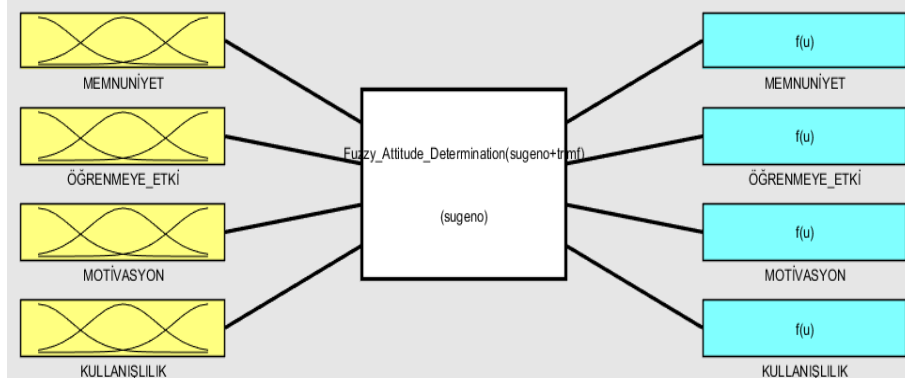 MEMNUNİYET
ÖĞRENMEYE_ETKİ
MOTİVASYON
KULLANIŞLILIK
Fuzzy_Attitude_Determination(sugeno+trimf)
(sugeno)
f(u)
MEMNUNİYET
f(u)
ÖĞRENMEYE_ETKİ
f(u)
MOTİVASYON
f(u)
KULLANIŞLILIK